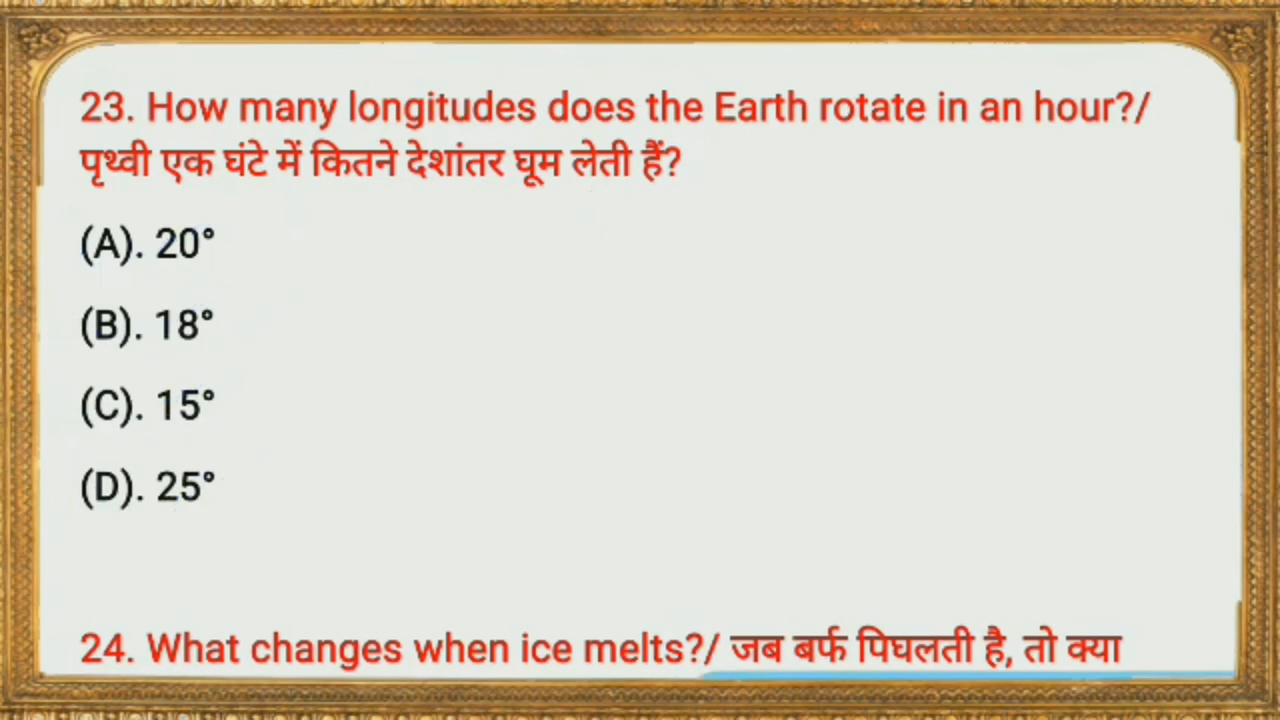 23. How many longitudes does the Earth rotate in an hour?/
पृथ्वी एक घंटे में कितने देशांतर घूम लेती हैं?
(A). 20°
(B). 18°
(C). 15°
(D). 25°
24. What changes when ice melts?/ जब बर्फ पिघलती है, तो क्या